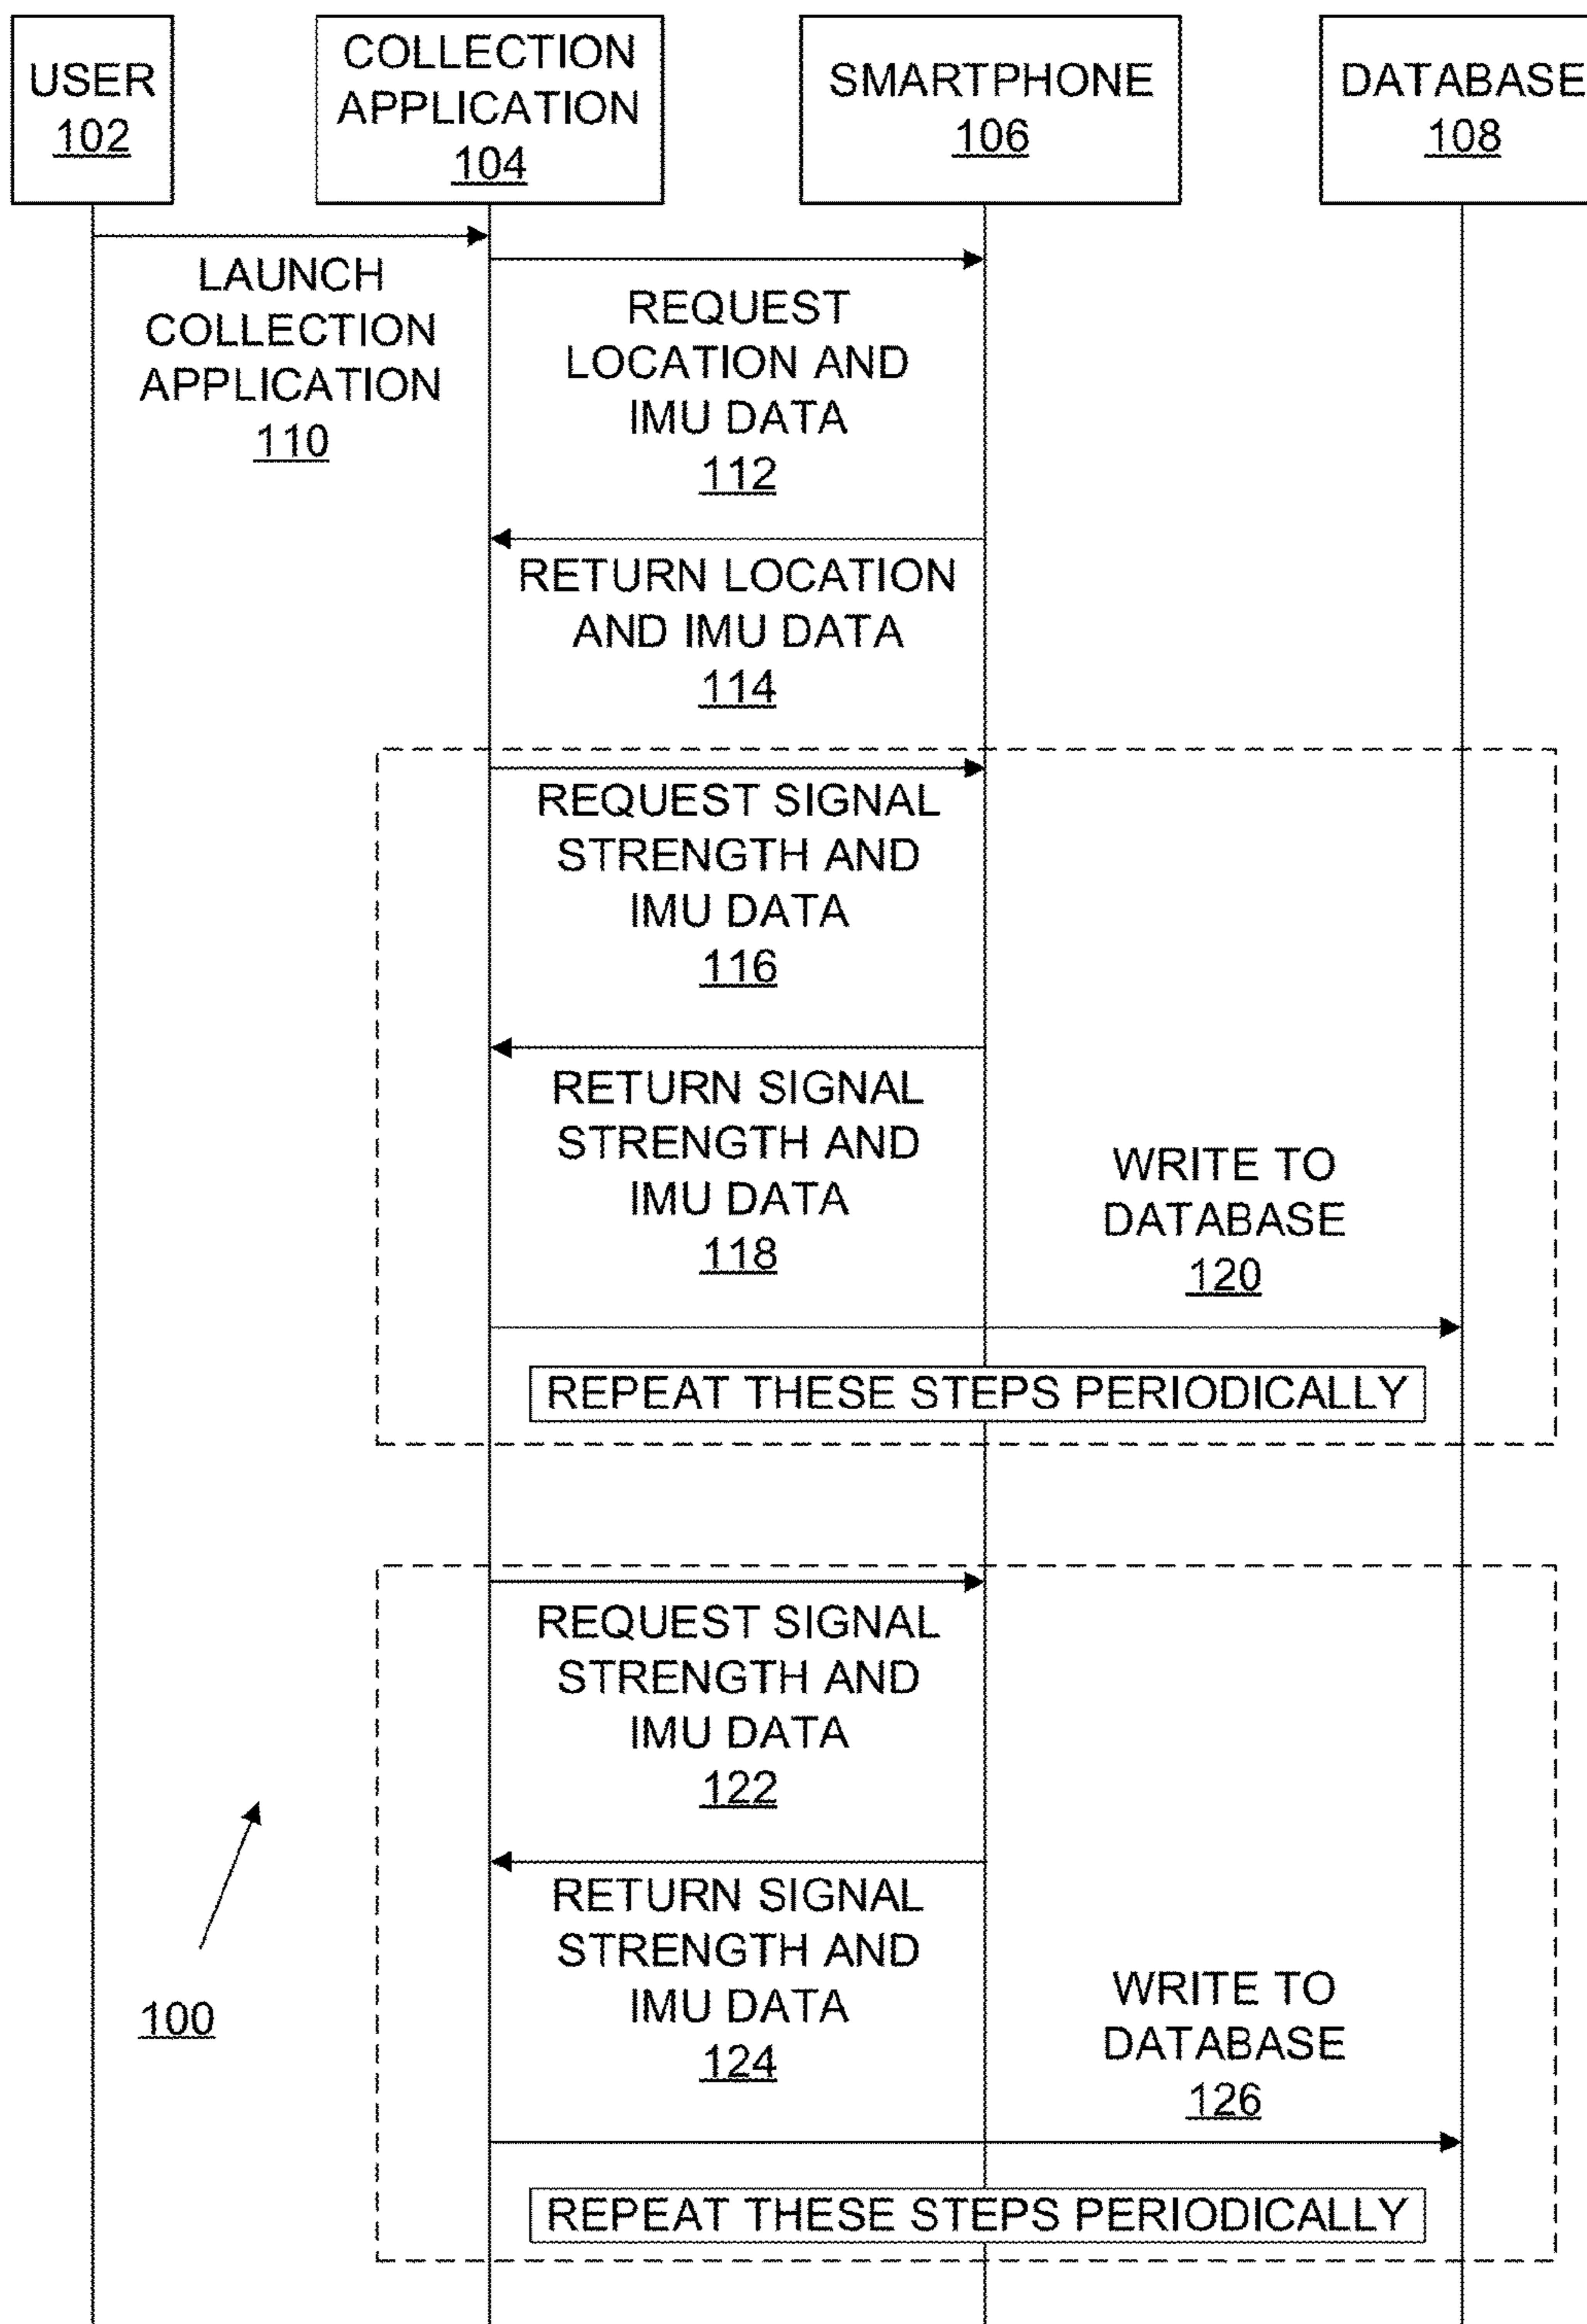 USER
102
COLLECTION
APPLICATION
104
SMARTPHONE
106
DATABASE
108
LAUNCH
COLLECTION
APPLICATION
110
REQUEST
LOCATION AND
IMU DATA
112
RETURN LOCATION
AND IMU DATA
114
REQUEST SIGNAL
STRENGTH AND
IMU DATA
116
RETURN SIGNAL
STRENGTH AND
IMU DATA
118
WRITE TO
DATABASE
120
REPEAT THESE STEPS PERIODICALLY
REQUEST SIGNAL
STRENGTH AND
IMU DATA
122
RETURN SIGNAL
STRENGTH AND
IMU DATA
124
WRITE TO
DATABASE
126
REPEAT THESE STEPS PERIODICALLY
100